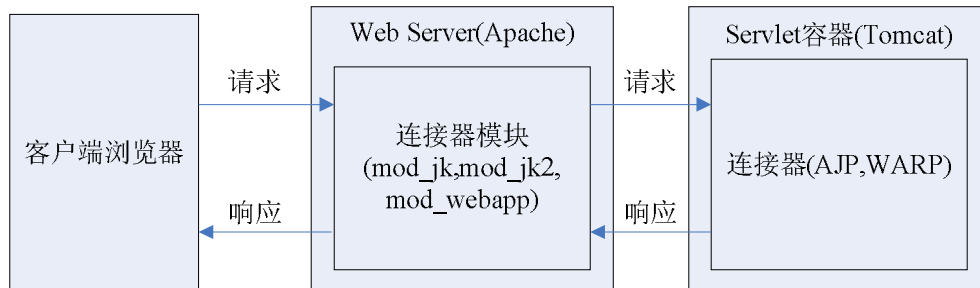 客户端浏览器
请求
响应
Web Server(Apache)
连接器模块
(mod_jk,mod_jk2,
mod_webapp)
请求
响应
Servlet容器(Tomcat)
连接器(AJP,WARP)